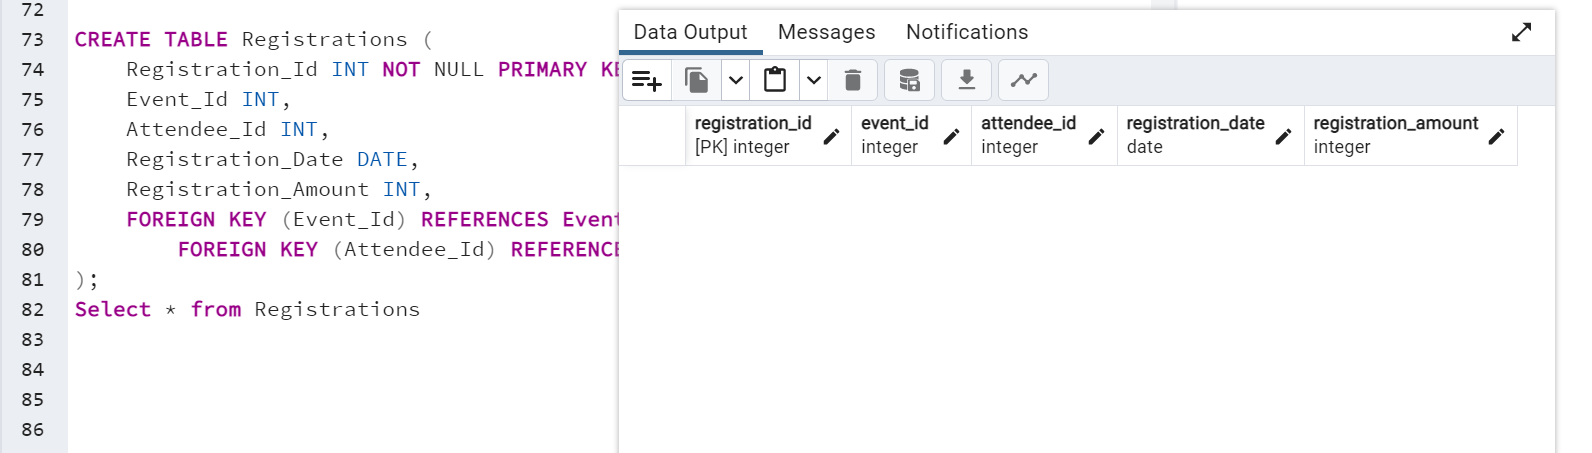 72
73 CREATE TABLE Registrations (
74 Registration_Id INT NOT NULL PRIMARY
75 Event_Id INT,
76 Attendee_Id INT,
77 Registration_Date DATE,
78 Registration_Amount INT,
79 FOREIGN KEY (Event_Id) REFERENCES Event
80 FOREIGN KEY (Attendee_Id)
81 );
82 Select * from Registrations
83
84
85
86
Data Output Messages Notifications
registration_id event_id attendee_id registration_date registration_amount
[PK] integer integer integer date integer